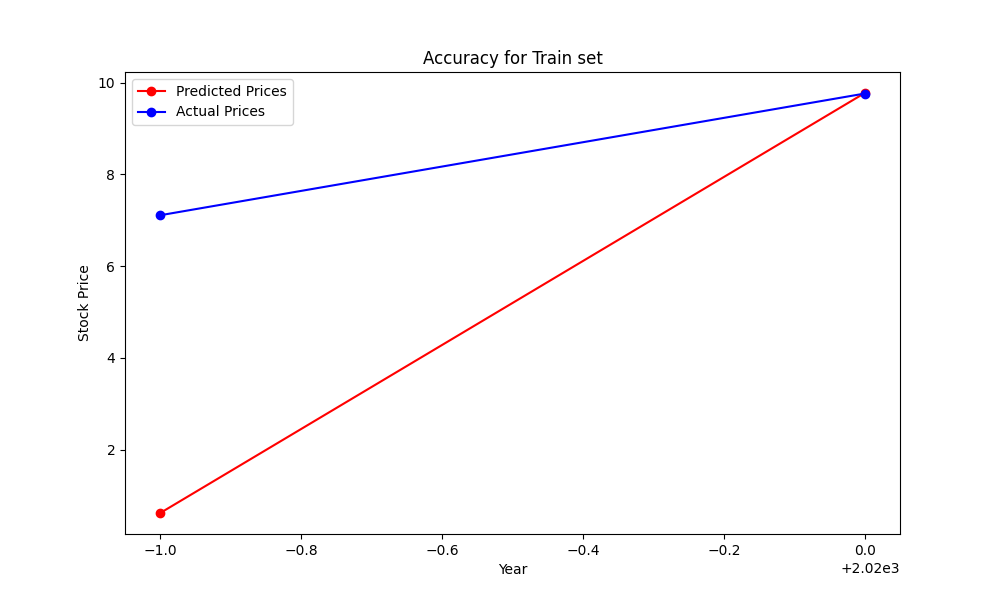 Accuracy for Train set
Predicted Prices
Actual Prices
Stock Price
10
8
6
4
2
−1.0 −0.8 −0.6 −0.4 −0.2 0.0
+2.02e3
Year